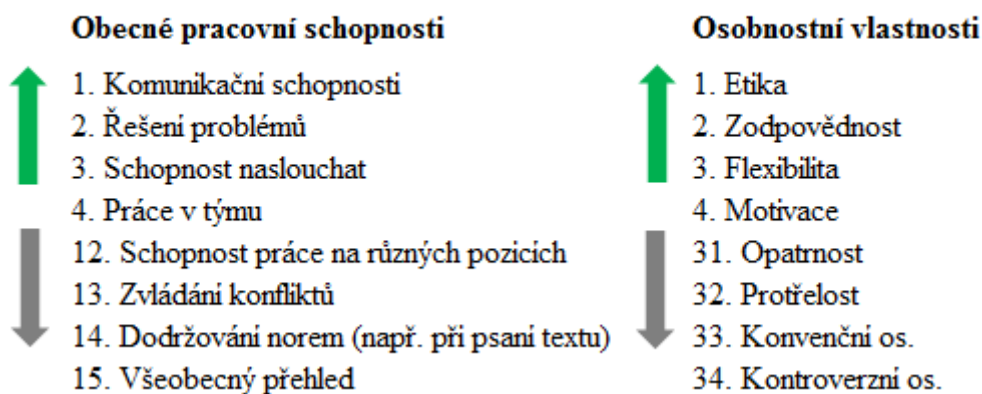 Obecné pracovní schopnosti
1. Komunikační schopnosti
2. Řešení problémů
3. Schopnost naslouchat
4. Práce v týmu
12. Schopnost práce na různých pozicích
13. Zvládání konfliktů
14. Dodržování norem (např. při psaní textu)
15. Všeobecný přehled
Osobnostní vlastnosti
1. Etika
2. Zodpovědnost
3. Flexibilita
4. Motivace
31. Opatrnost
32. Protřelost
33. Konvenční os.
34. Kontroverzní os.